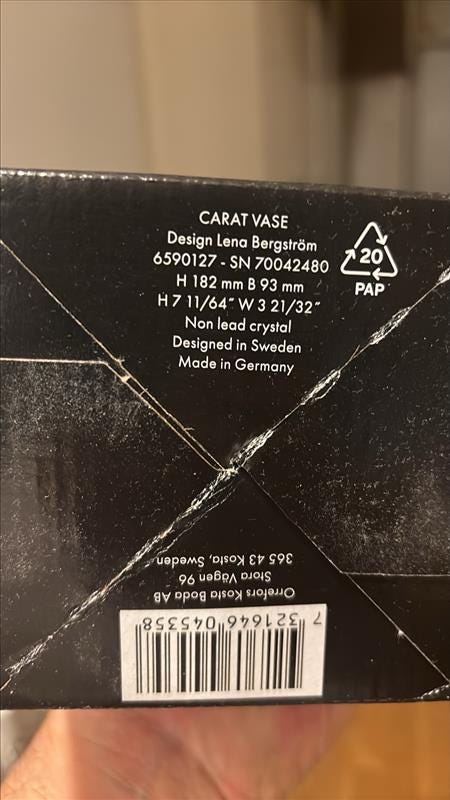 CARAT VASE
Design Lena Bergström
6590127 - SN 70042480
H 182 mm B 93 mm
H 7 11/64” W 3 21/32”
Non lead crystal
Designed in Sweden
Made in Germany
20
PAP
Orrefors Kosta Boda AB
Stora Vägen 96
365 43 Kosta, Sweden
7 321646 045358